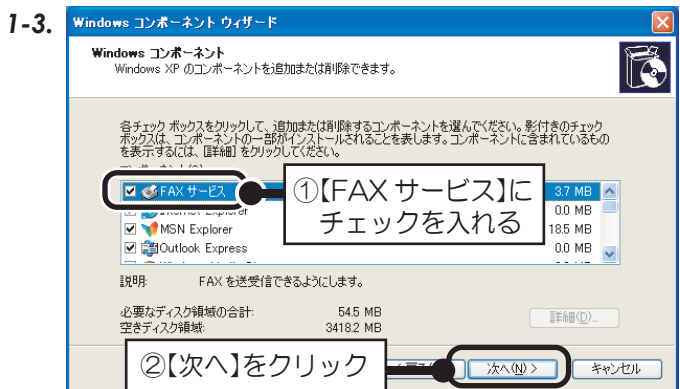 1-3.
Windows コンポーネント ウィザード
Windows コンポーネント
Windows XP のコンポーネントを追加または削除できます。
各チェック ボックスをクリックして、追加または削除するコンポーネントを選んでください。影付きのチェック
ボックスは、コンポーネントの一部がインストールされることを表します。コンポーネントに含まれているもの
を表示するには、[詳細] をクリックしてください。
FAX サービス
3.7 MB
①【FAX サービス】に
チェックを入れる
Internet Explorer
0.0 MB
MSN Explorer
18.5 MB
Outlook Express
0.0 MB
説明:
FAX を送受信できるようにします。
必要なディスク領域の合計:
54.5 MB
空きディスク領域:
3418.2 MB
詳細(D)...
②【次へ】をクリック
次へ(N) >
キャンセル